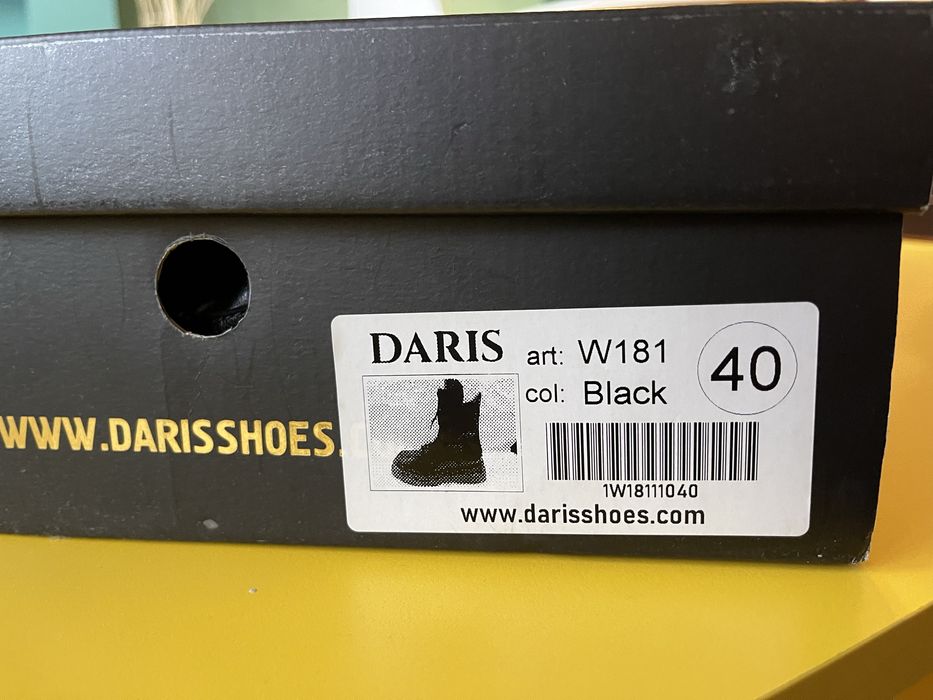 WWW.DARISSHOES.
DARIS
art: W181
col: Black
40
1W18111040
www.darisshoes.com